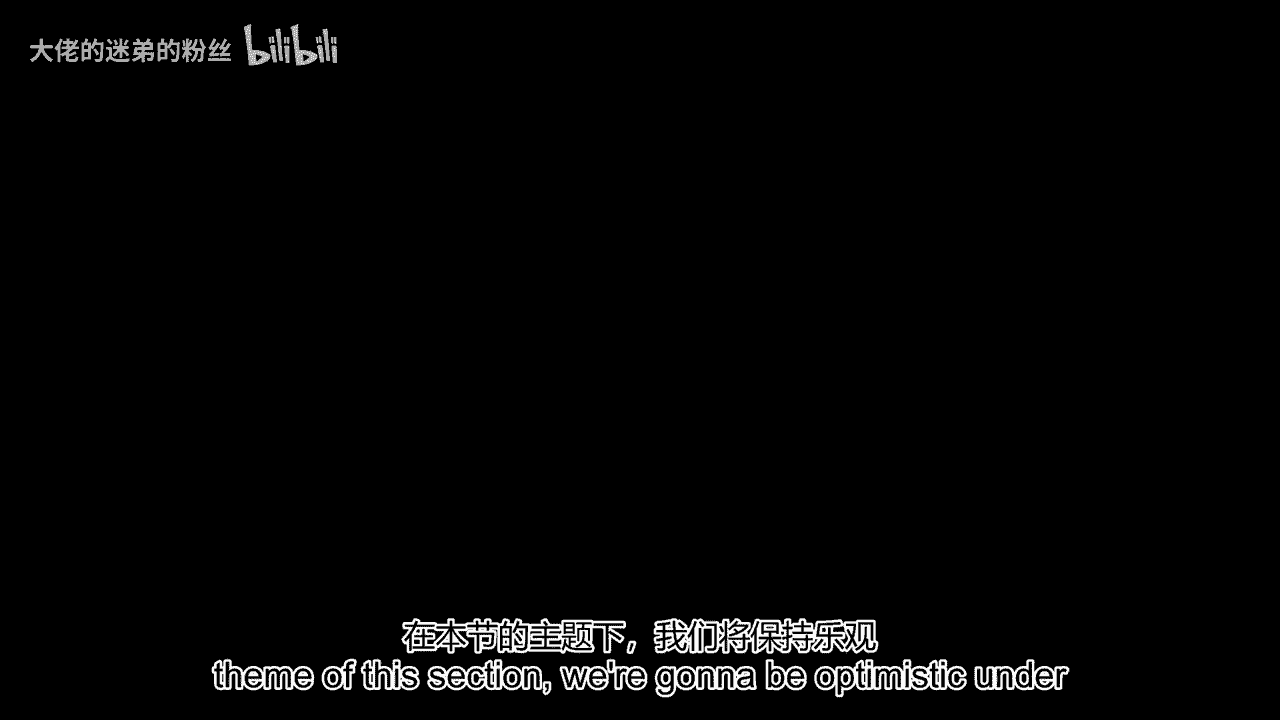 大佬的迷弟的粉丝 bilibili
在本节的主题下，我们将保持乐观
theme of this section, we're gonna be optimistic under